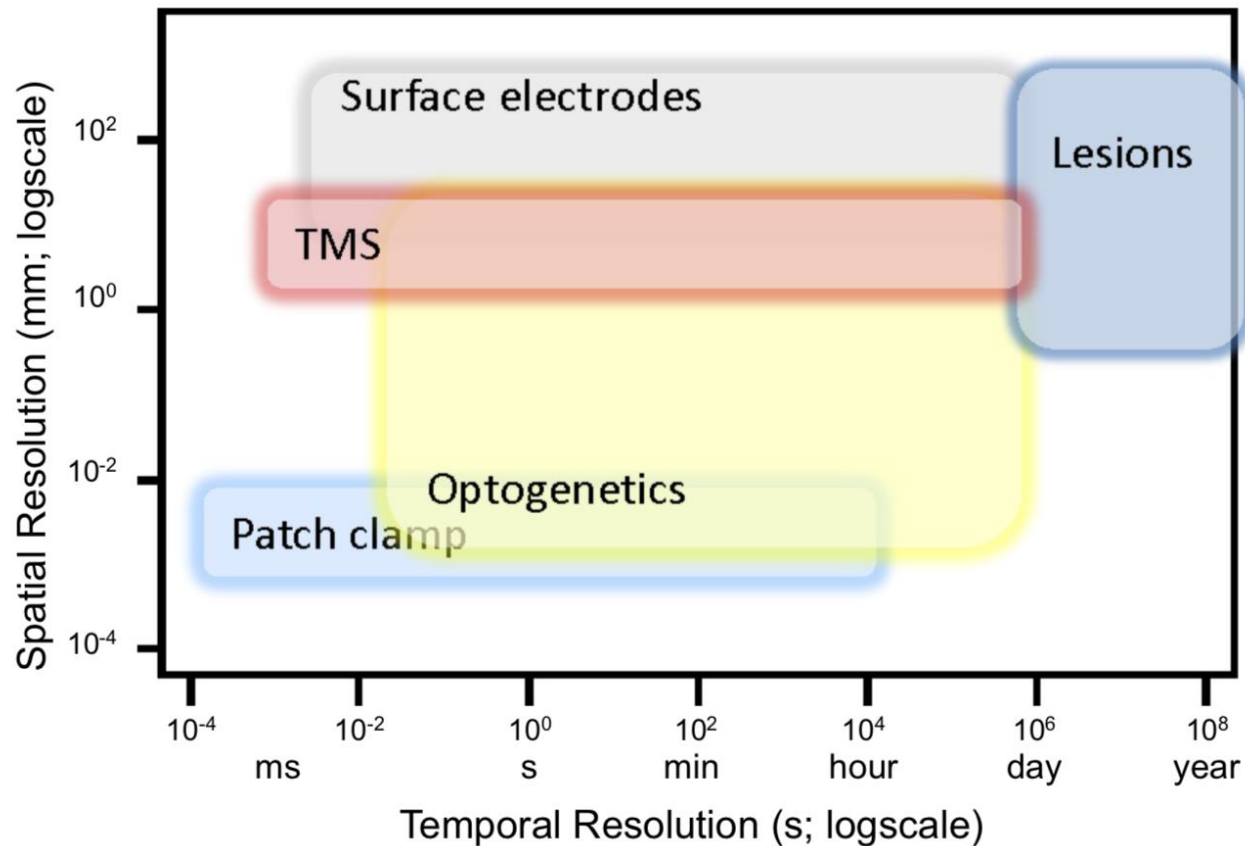 Spatial Resolution (mm; logscale)
10²
10⁰
10⁻²
10⁻⁴
Surface electrodes
Lesions
TMS
Optogenetics
Patch clamp
10⁻⁴ 10⁻² 10⁰ 10² 10⁴ 10⁶ 10⁸
ms s min hour day year
Temporal Resolution (s; logscale)